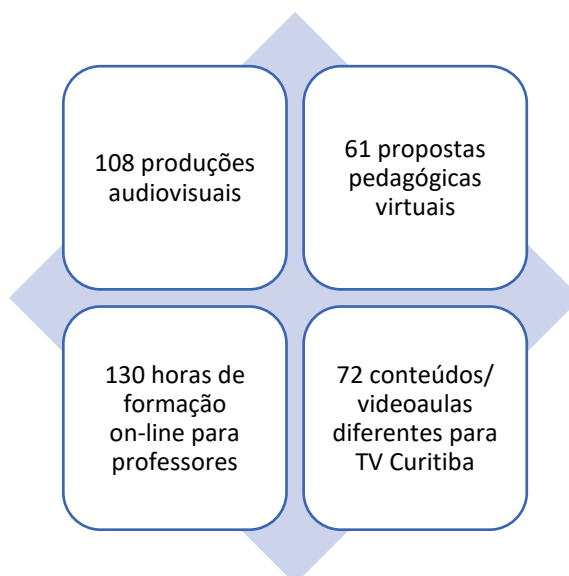 108 produções
audiovisuais
61 propostas
pedagógicas
virtuais
130 horas de
formação
on-line para
professores
72 conteúdos/
videoaulas
diferentes para
TV Curitiba